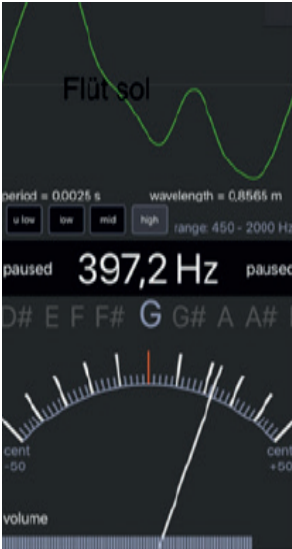 Flüt sol
period = 0,0025 s wavelength = 0,8565 m
u low low mid high range: 450 - 2000 Hz
paused 397,2 Hz paused
D# E F F# G G# A A#
cent cent
-50 +50
volume